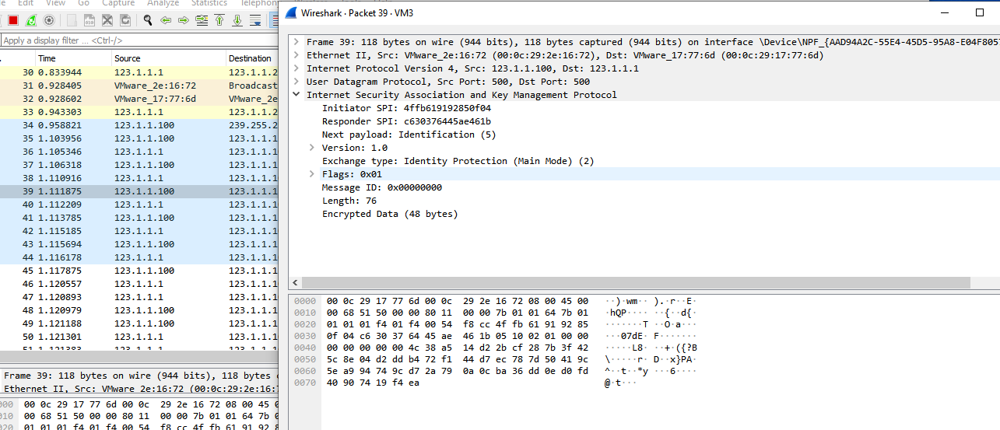 Edit View Go Capture Analyze Statistics
Apply a display filter ... <Ctrl-/>
Time Source Destination
30 0.833944 123.1.1.1 123.1.1.2
31 0.928405 VMware_2e:16:72 Broadcast
32 0.928602 VMware_17:77:6d VMware_2e
33 0.943303 123.1.1.1 123.1.1.2
34 0.958821 123.1.1.100 239.255.2
35 1.103956 123.1.1.100 123.1.1.1
36 1.105346 123.1.1.1 123.1.1.1
37 1.106318 123.1.1.100 123.1.1.1
38 1.110916 123.1.1.1 123.1.1.1
39 1.111875 123.1.1.100 123.1.1.1
40 1.112209 123.1.1.1 123.1.1.1
41 1.113785 123.1.1.100 123.1.1.1
42 1.115185 123.1.1.1 123.1.1.1
43 1.115694 123.1.1.100 123.1.1.1
44 1.116178 123.1.1.1 123.1.1.1
45 1.117875 123.1.1.100 123.1.1.1
46 1.120557 123.1.1.1 123.1.1.1
47 1.120893 123.1.1.1 123.1.1.1
48 1.120979 123.1.1.100 123.1.1.1
49 1.121188 123.1.1.100 123.1.1.1
50 1.121301 123.1.1.1 123.1.1.1
51 1.121383 123.1.1.100 123.1.1.1
Frame 39: 118 bytes on wire (944 bits), 118 bytes
Ethernet II, Src: VMware 2e:16:72 (00:0c:29:2e:16:7
00 0c 29 17 77 6d 00 0c 29 2e 16 72 08 00 45 0
00 68 51 50 00 00 80 11 00 00 7b 01 01 64 7b 0
01 01 01 f4 01 f4 00 54 f8 cc 4f fb 61 91 92 8
Wireshark · Packet 39 · VM3
Frame 39: 118 bytes on wire (944 bits), 118 bytes captured (944 bits) on interface \Device\NPF_{AAD94A2C-55E4-45D5-95A8-E04F8057
Ethernet II, Src: VMware_2e:16:72 (00:0c:29:2e:16:72), Dst: VMware_17:77:6d (00:0c:29:17:77:6d)
Internet Protocol Version 4, Src: 123.1.1.100, Dst: 123.1.1.1
User Datagram Protocol, Src Port: 500, Dst Port: 500
Internet Security Association and Key Management Protocol
Initiator SPI: 4ffb619192850f04
Responder SPI: c630376445ae461b
Next payload: Identification (5)
Version: 1.0
Exchange type: Identity Protection (Main Mode) (2)
Flags: 0x01
Message ID: 0x00000000
Length: 76
Encrypted Data (48 bytes)
0000 00 0c 29 17 77 6d 00 0c 29 2e 16 72 08 00 45 00 ··)·wm·· ).·r··E·
0010 00 68 51 50 00 00 80 11 00 00 7b 01 01 64 7b 01 ·hQP···· ··{··d{·
0020 01 01 01 f4 01 f4 00 54 f8 cc 4f fb 61 91 92 85 ·······T ··O·a···
0030 0f 04 c6 30 37 64 45 ae 46 1b 05 10 02 01 00 00 ···07dE· F·······
0040 00 00 00 00 00 4c 38 a5 14 d2 2b cf 28 7b 3f 42 ·····L8· ··+·({?B
0050 5c 8e 04 d2 dd b4 72 f1 44 d7 ec 78 7d 50 41 9c \·····r· D··x}PA·
0060 5e a9 94 74 9c d7 2a 79 0a 0c ba 36 dd 0e d0 fd ^··t··*y ···6····
0070 40 90 74 19 f4 ea @·t···